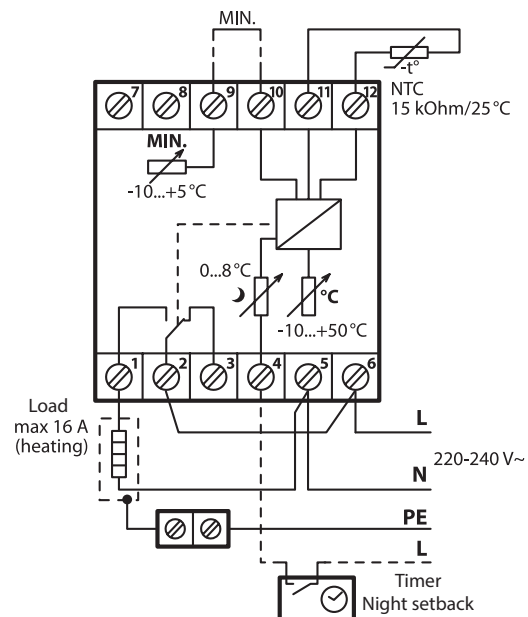 MIN.
-t°
NTC
15 kOhm/25 °C
7 8 9 10 11 12
MIN.
-10...+5 °C
0...8 °C
°C
-10...+50 °C
1 2 3 4 5 6
Load
max 16 A
(heating)
L
220-240 V~
N
PE
L
Timer
Night setback